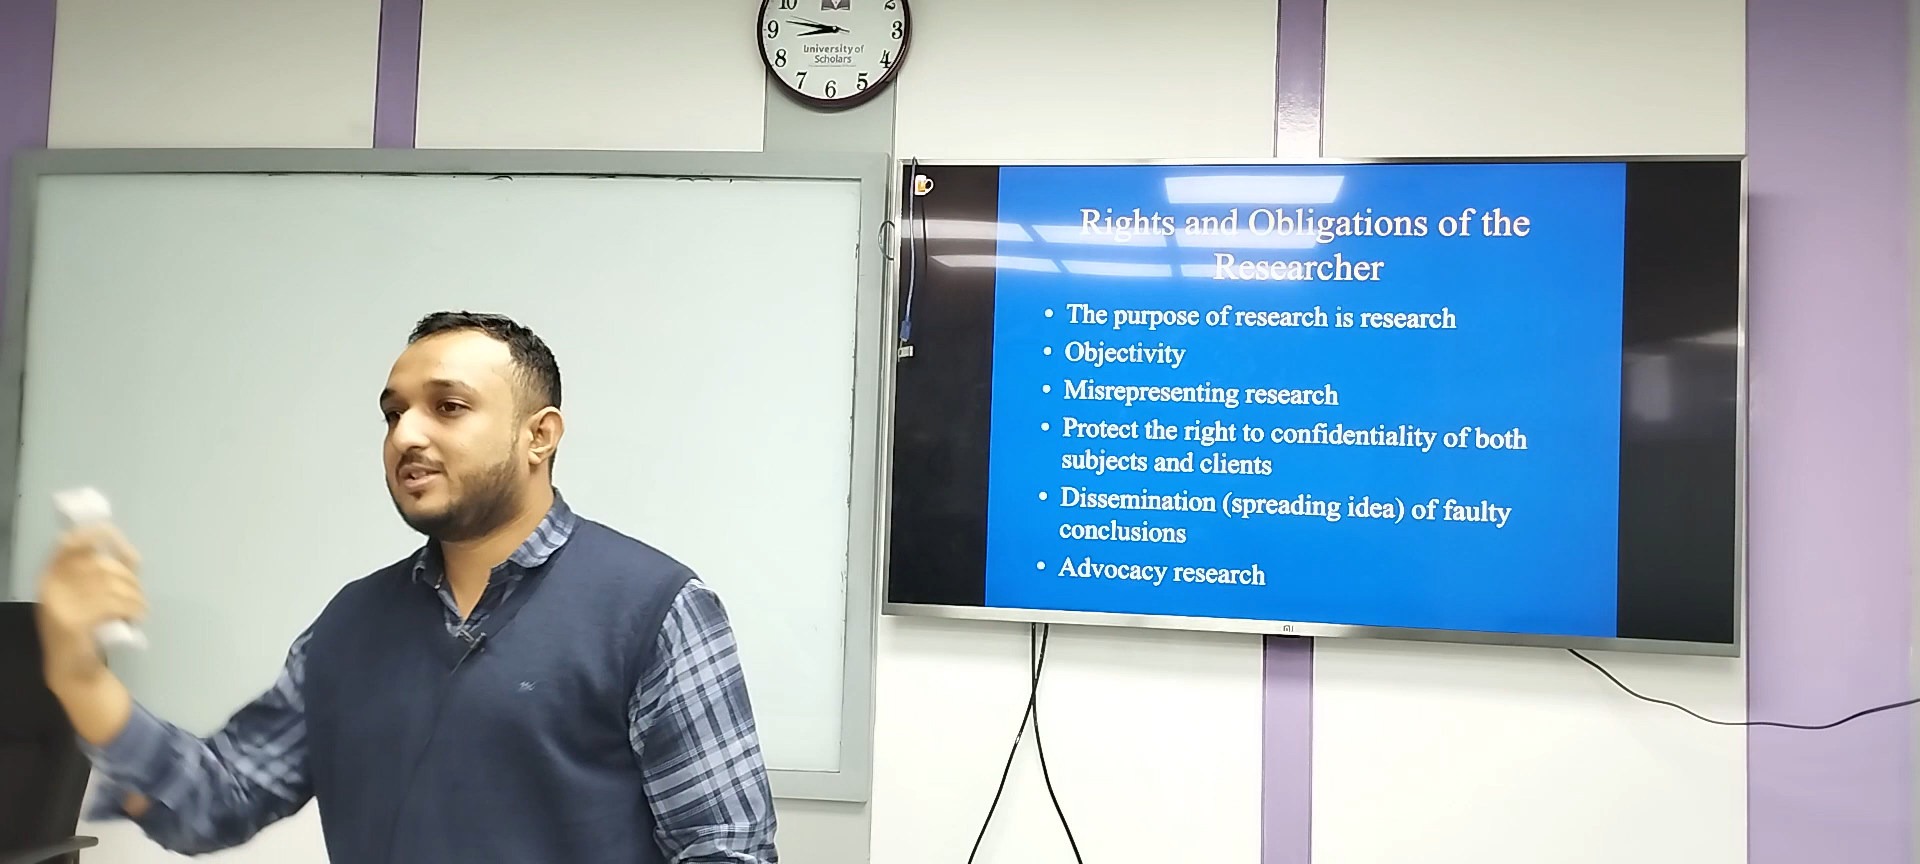 10
2
9
3
University of
Scholars
8
4
7
6
5
Rights and Obligations of the
Researcher
• The purpose of research is research
• Objectivity
• Misrepresenting research
• Protect the right to confidentiality of both
subjects and clients
• Dissemination (spreading idea) of faulty
conclusions
• Advocacy research
mi